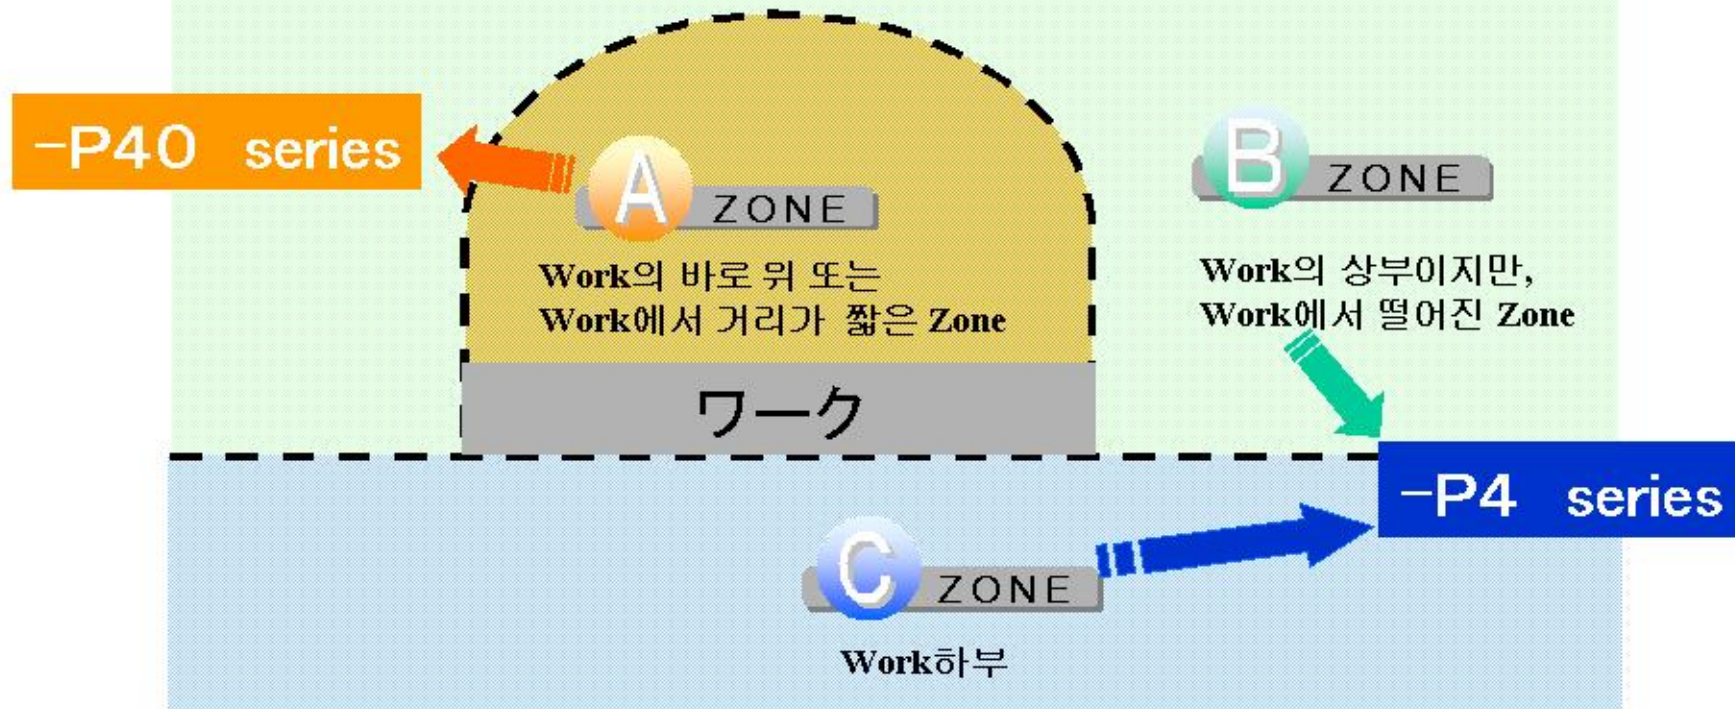 -P40 series
A ZONE
Work의 바로 위 또는
Work에서 거리가 짧은 Zone
B ZONE
Work의 상부이지만,
Work에서 떨어진 Zone
ワーク
-P4 series
C ZONE
Work하부